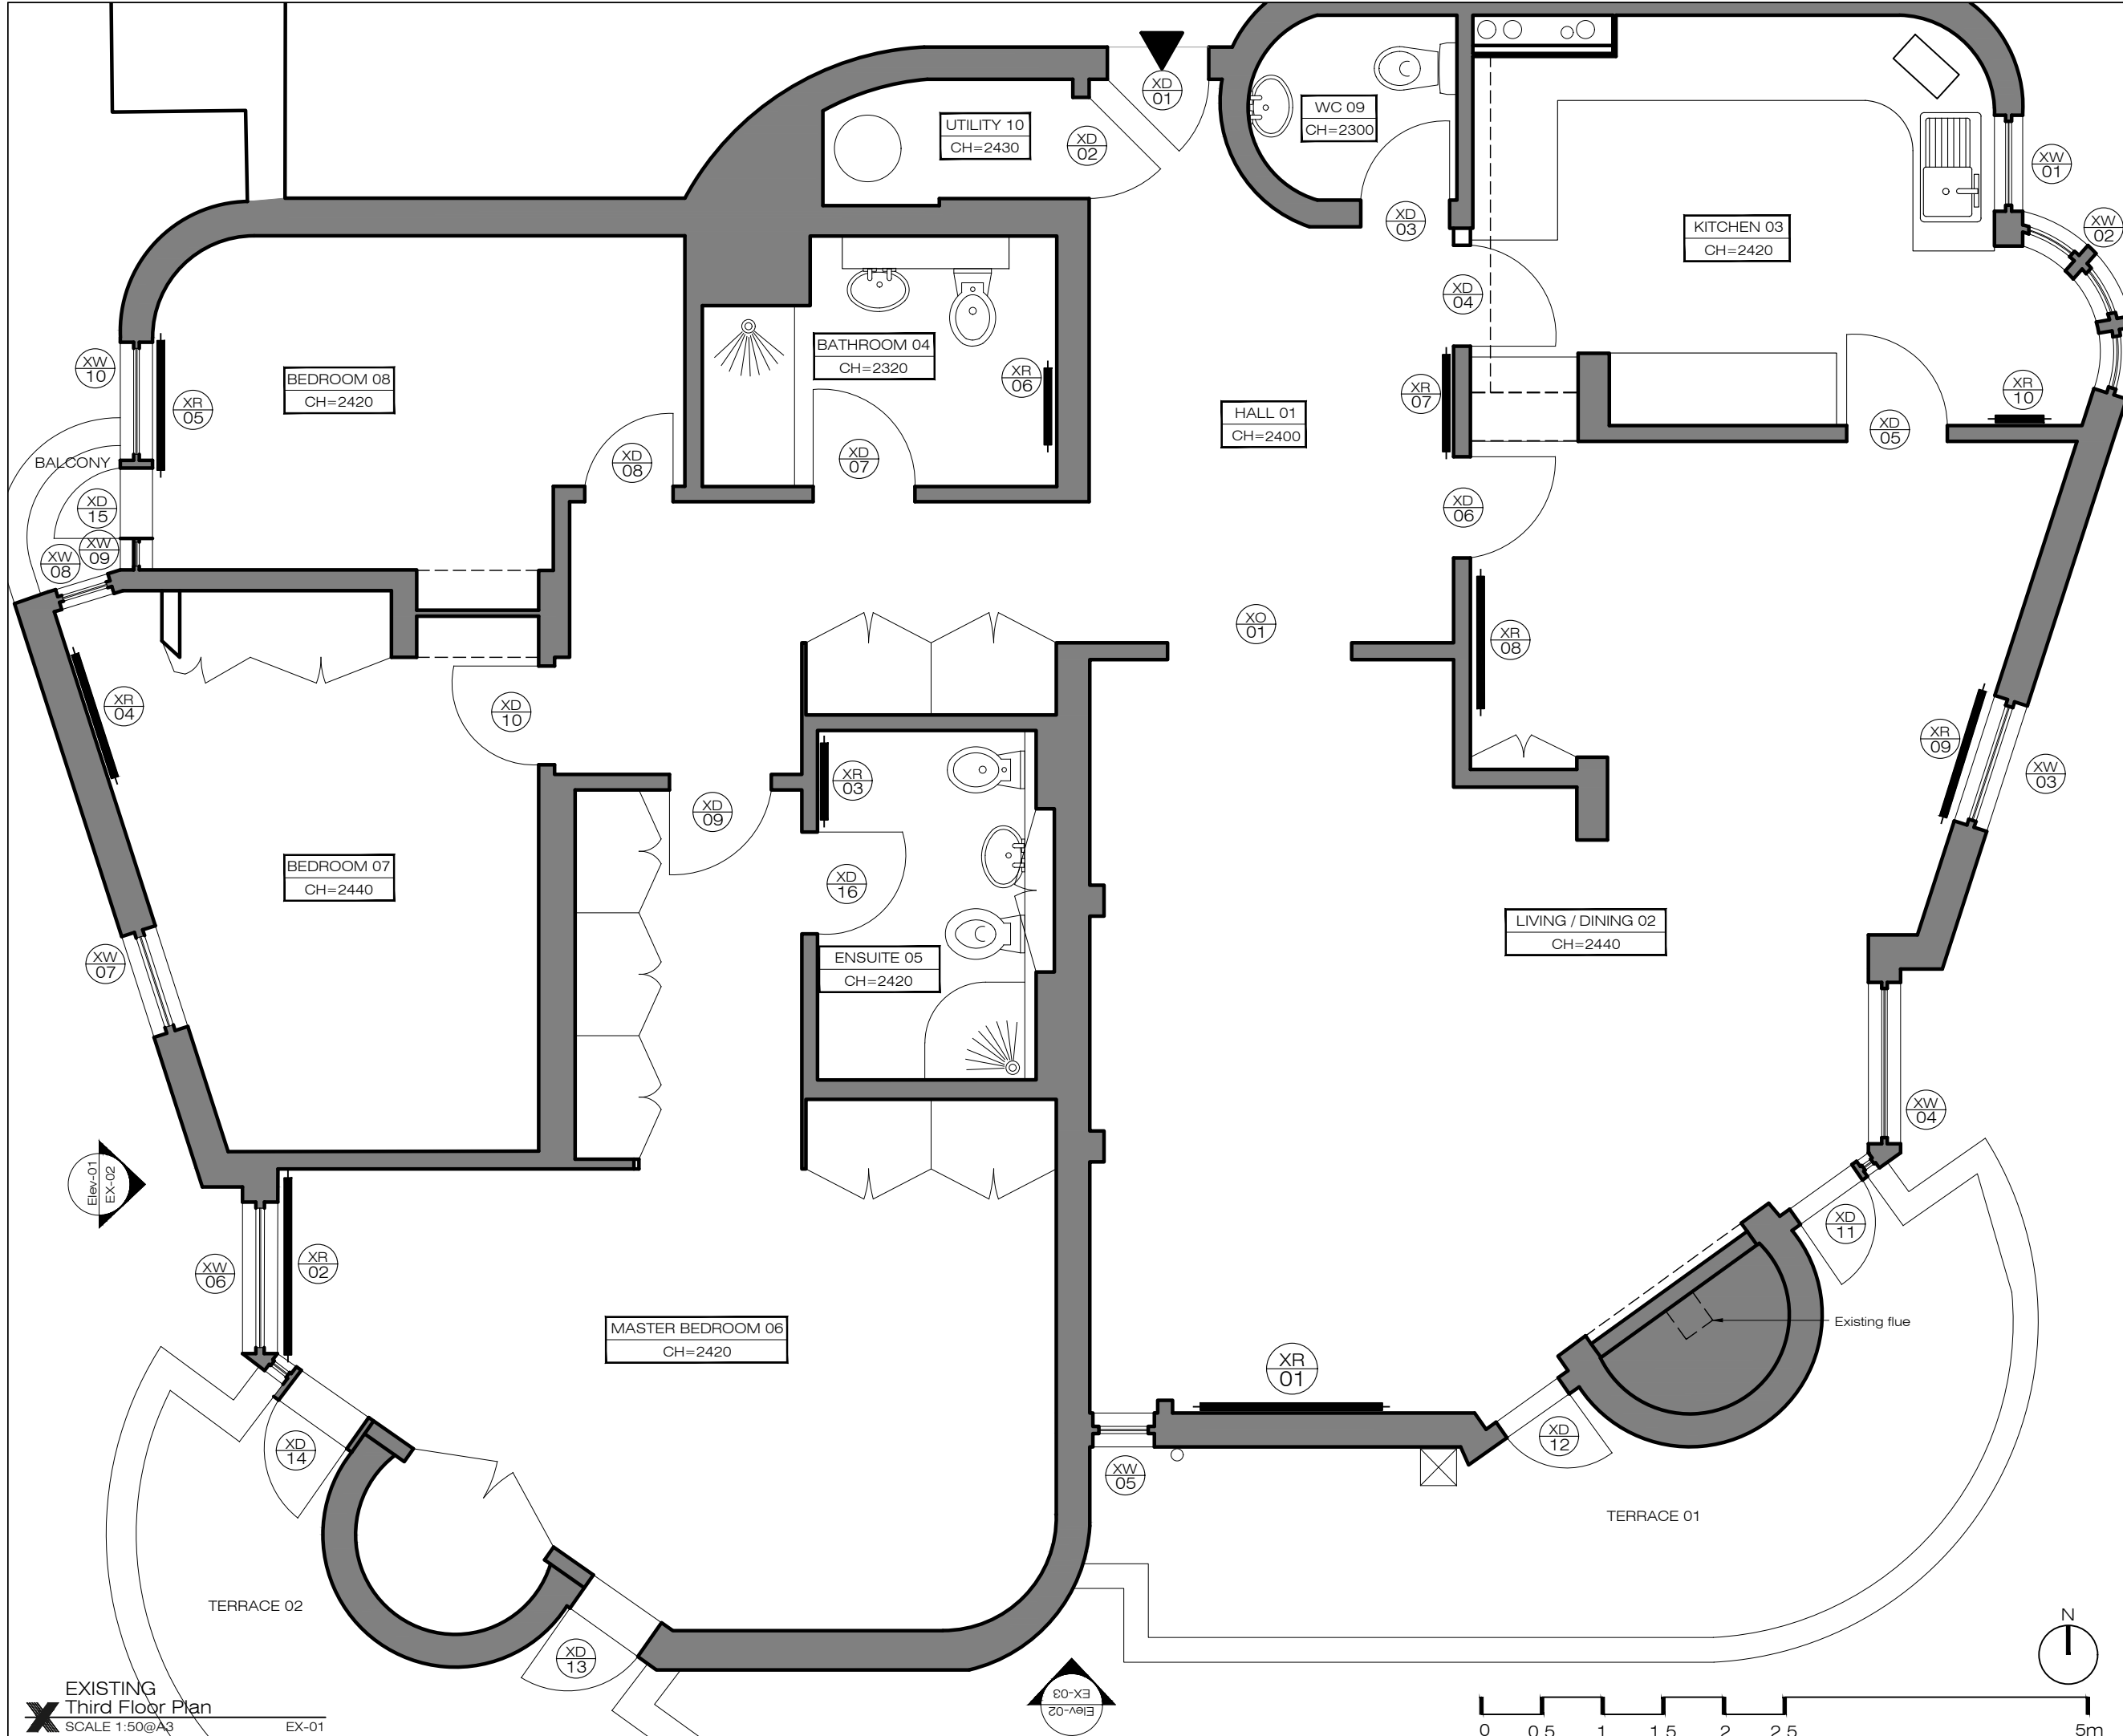 XD
01
UTILITY 10
CH=2430
XD
02
WC 09
CH=2300
XD
03
XW
01
XW
02
KITCHEN 03
CH=2420
XD
04
BATHROOM 04
CH=2320
XR
06
XR
07
XR
10
XW
10
BEDROOM 08
CH=2420
XR
05
HALL 01
CH=2400
XD
05
BALCONY
XD
08
XD
07
XD
15
XD
06
XW
09
XW
08
XO
01
XR
08
XR
04
XD
10
XR
09
XW
03
XR
03
XD
09
BEDROOM 07
CH=2440
XD
16
LIVING / DINING 02
CH=2440
XW
07
ENSUITE 05
CH=2420
XW
04
Elev-01
EX-02
XD
11
XW
06
XR
02
MASTER BEDROOM 06
CH=2420
Existing flue
XR
01
XD
14
XD
12
XW
05
TERRACE 01
TERRACE 02
XD
13
N
Elev-02
EX-03
EXISTING
Third Floor Plan
SCALE 1:50@A3 EX-01
0 0.5 1 1.5 2 2.5 5m